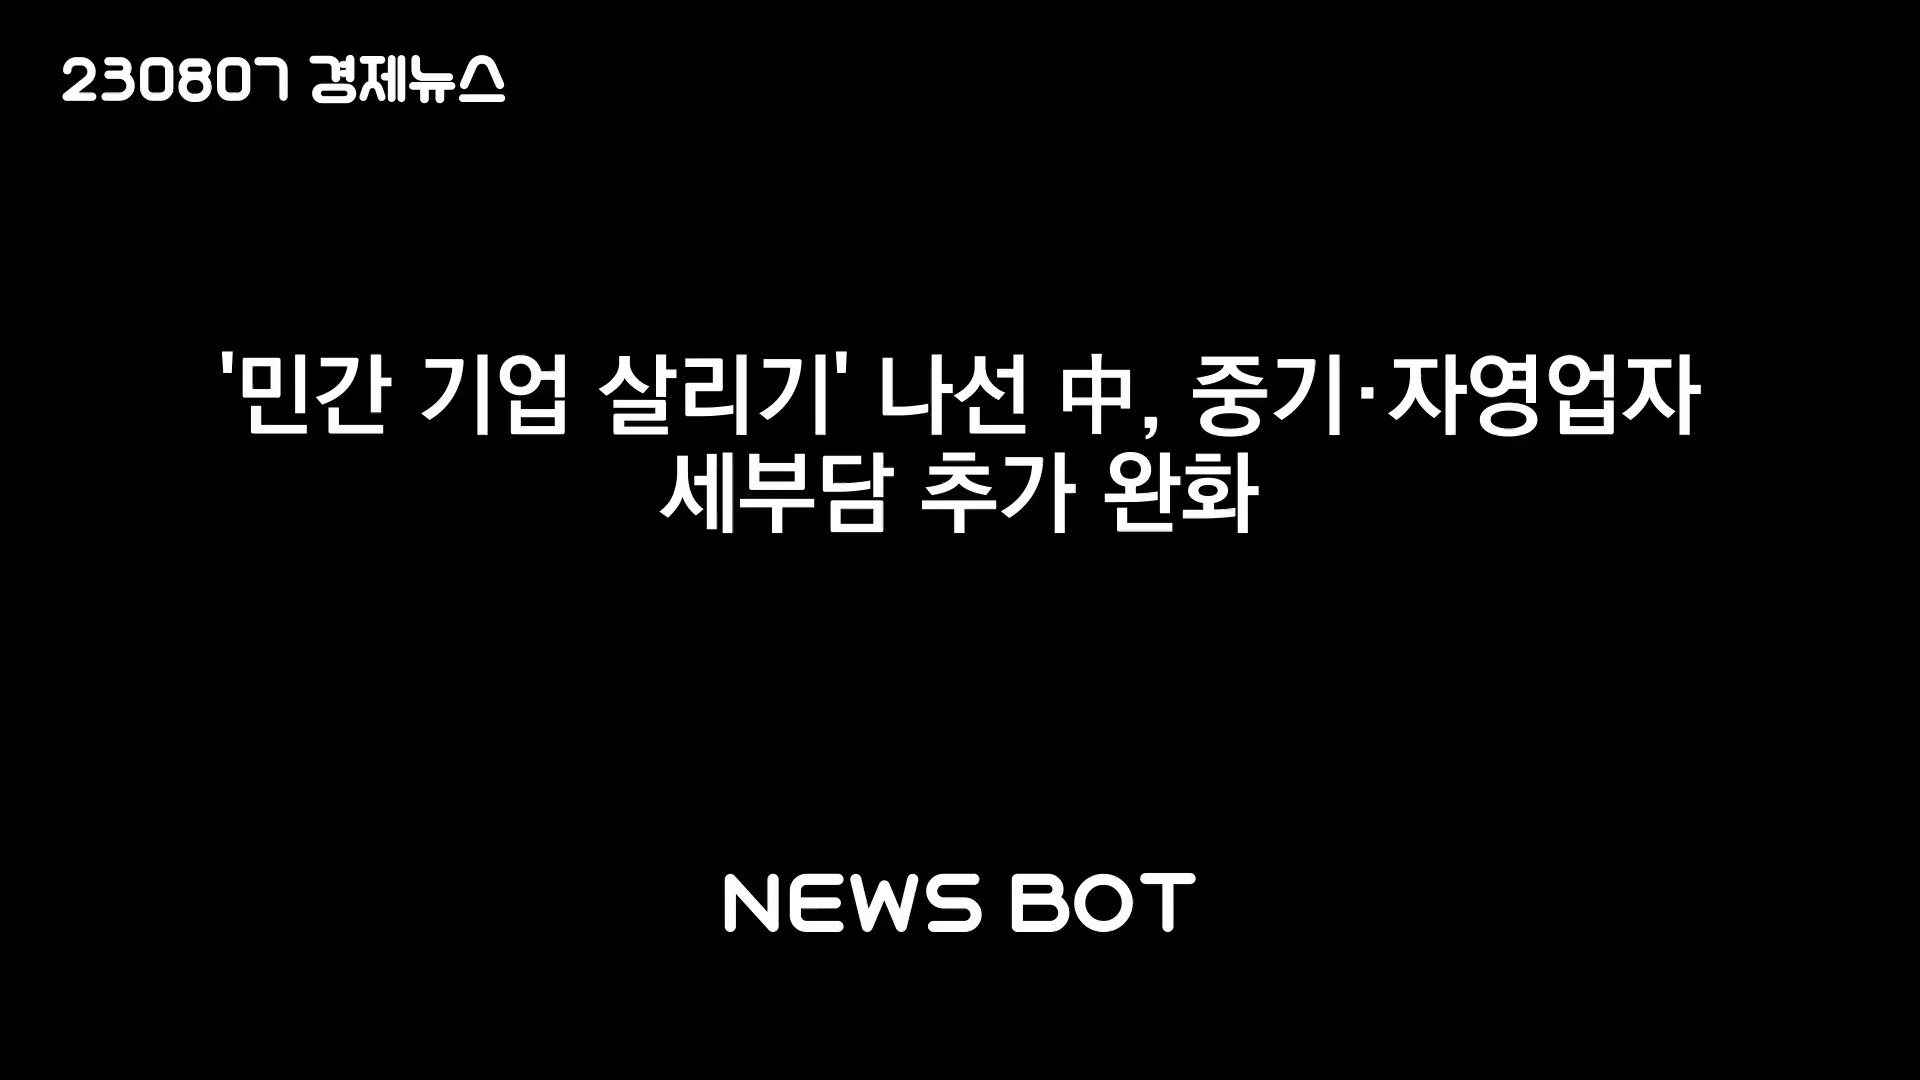 230807 경제뉴스
'민간 기업 살리기' 나선 中, 중기·자영업자
세부담 추가 완화
NEWS BOT